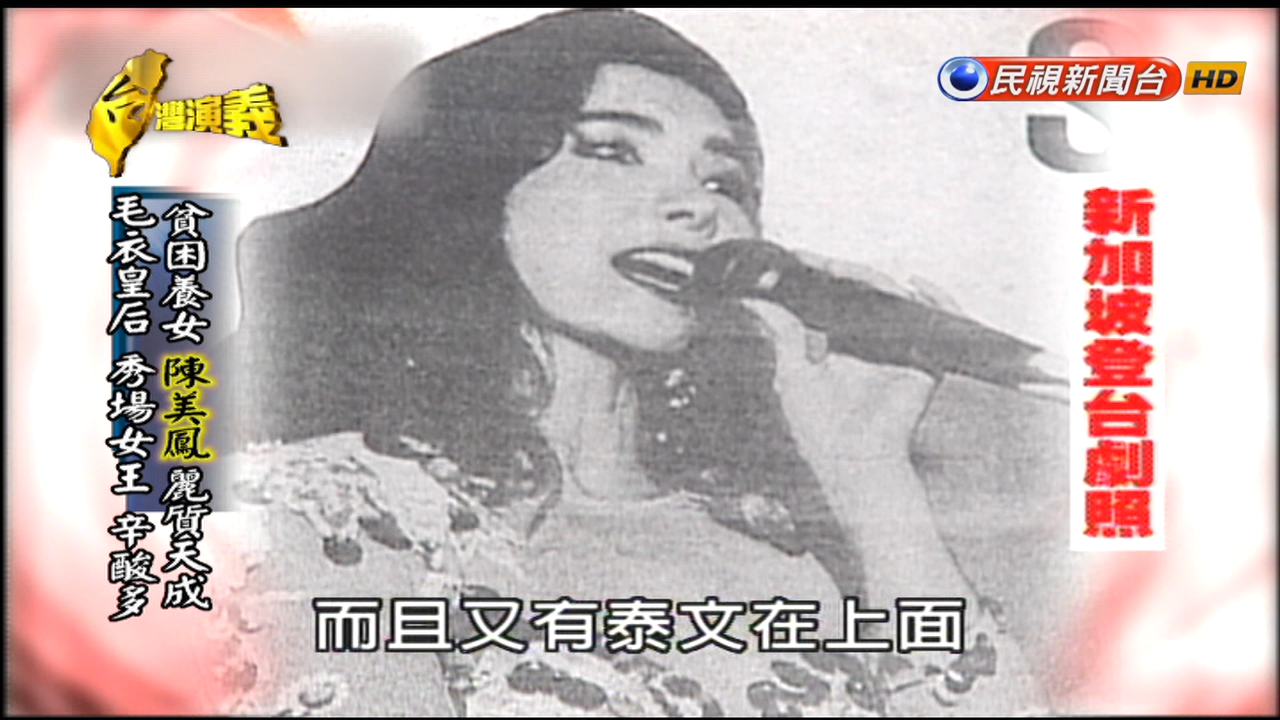 台灣演義
民視新聞台 HD
S
新加坡登台劇照
貧困養女 陳美鳳 麗質天成
毛衣皇后 秀場女王 辛酸多
而且又有泰文在上面